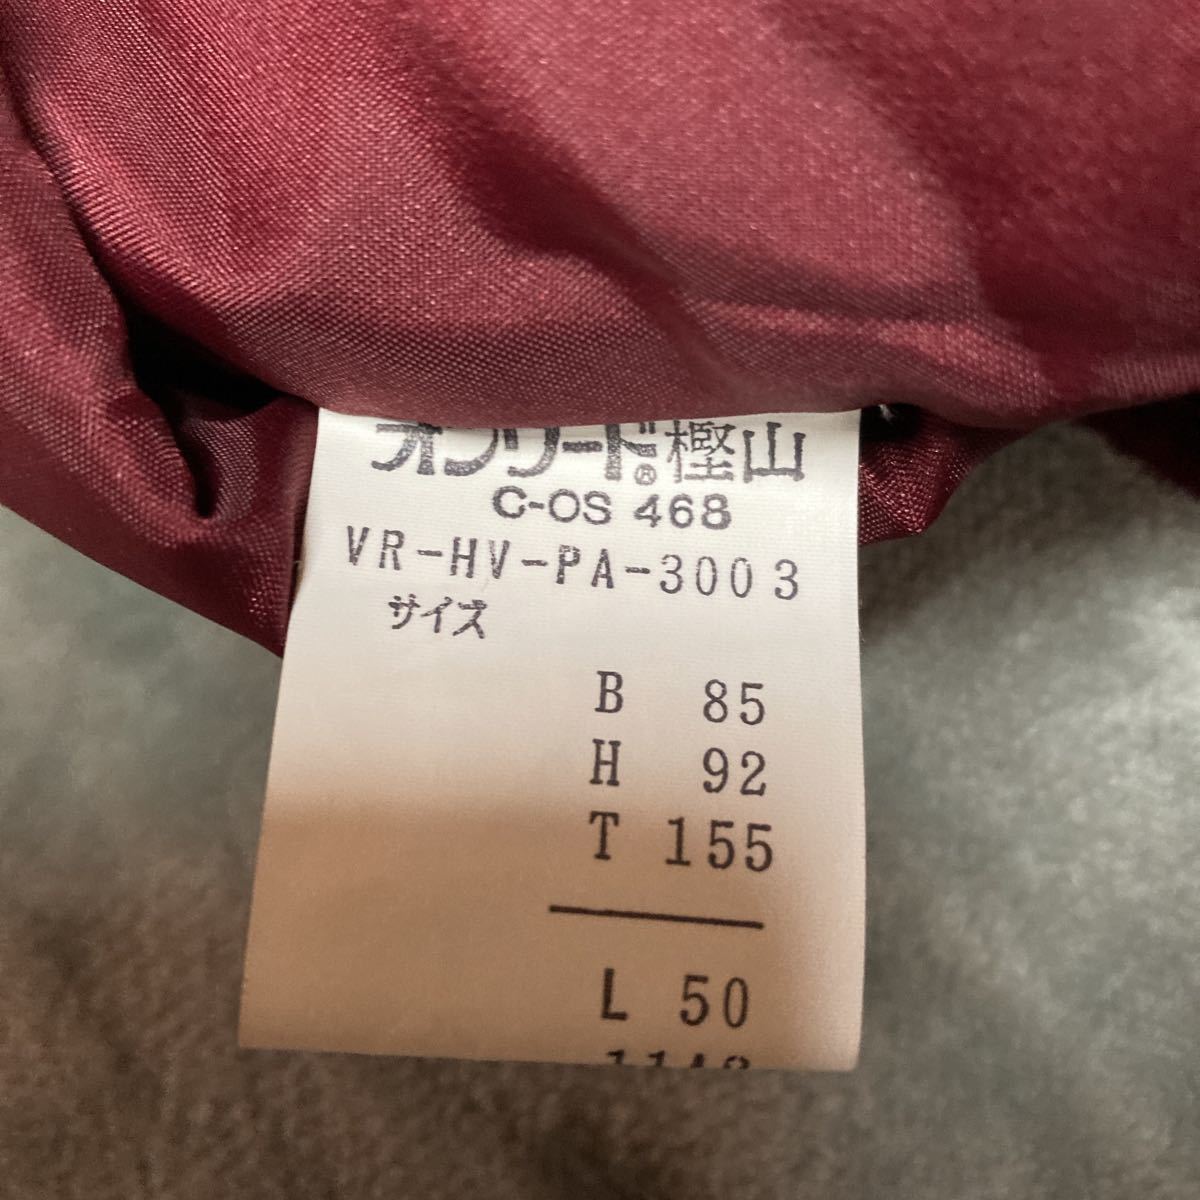 オンワード®樫山
C-OS 468
VR-HV-PA-3003
サイズ
B 85
H 92
T 155
L 50